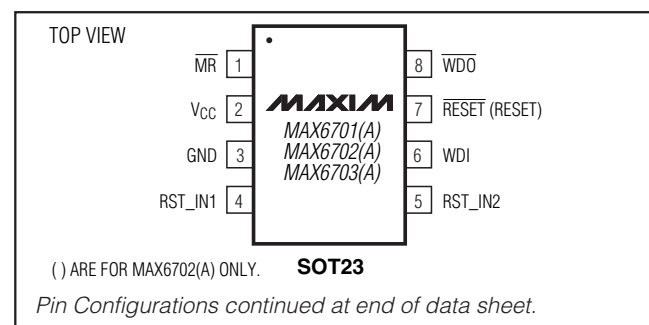 TOP VIEW
MR 1
8 WDO
VCC 2
MAXIM
7 RESET (RESET)
MAX6701(A)
MAX6702(A)
MAX6703(A)
GND 3
6 WDI
RST_IN1 4
5 RST_IN2
( ) ARE FOR MAX6702(A) ONLY.
SOT23
Pin Configurations continued at end of data sheet.